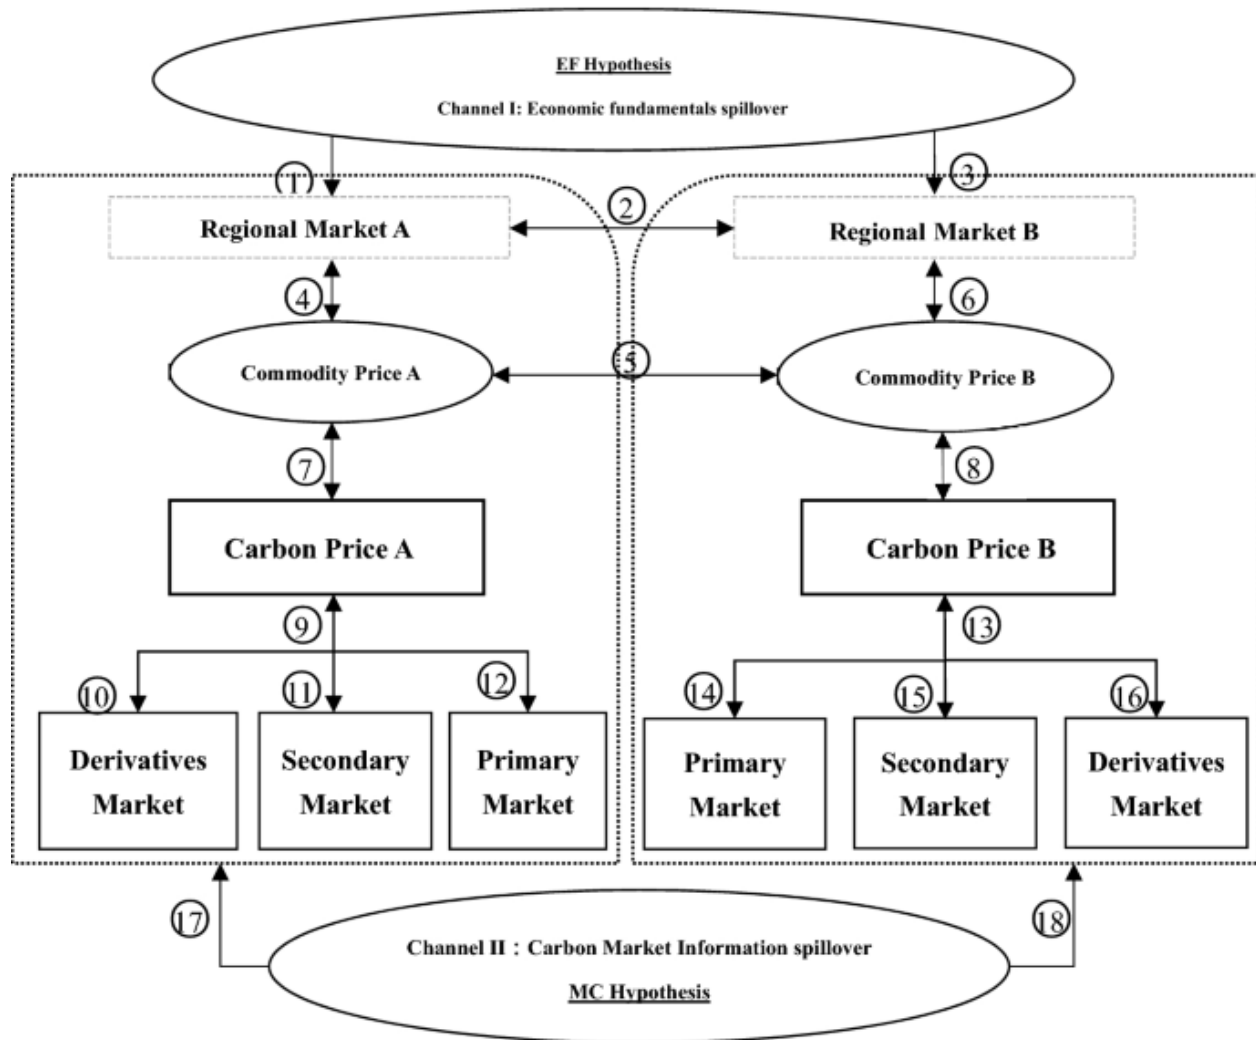 EF Hypothesis
Channel I: Economic fundamentals spillover
1
3
2
Regional Market A
Regional Market B
4
6
5
Commodity Price A
Commodity Price B
7
8
Carbon Price A
Carbon Price B
9
13
10
11
12
14
15
16
Derivatives
Market
Secondary
Market
Primary
Market
Primary
Market
Secondary
Market
Derivatives
Market
17
18
Channel II：Carbon Market Information spillover
MC Hypothesis